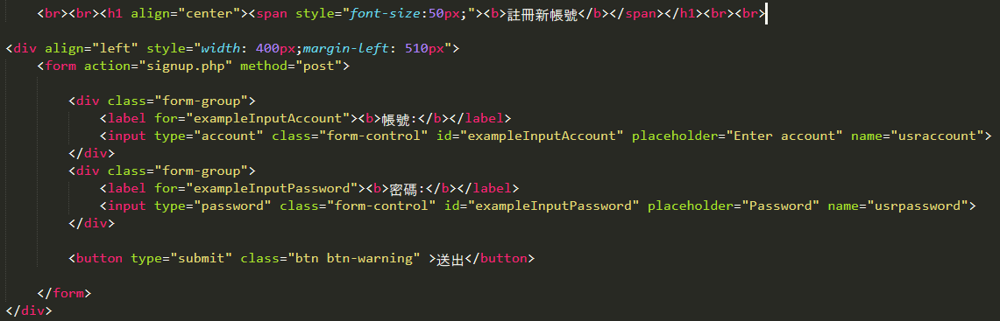 <br><br><h1 align="center"><span style="font-size:50px;"><b>註冊新帳號</b></span></h1><br><br>
<div align="left" style="width: 400px;margin-left: 510px">
<form action="signup.php" method="post">
<div class="form-group">
<label for="exampleInputAccount"><b>帳號:</b></label>
<input type="account" class="form-control" id="exampleInputAccount" placeholder="Enter account" name="usraccount">
</div>
<div class="form-group">
<label for="exampleInputPassword"><b>密碼:</b></label>
<input type="password" class="form-control" id="exampleInputPassword" placeholder="Password" name="usrpassword">
</div>
<button type="submit" class="btn btn-warning" >送出</button>
</form>
</div>